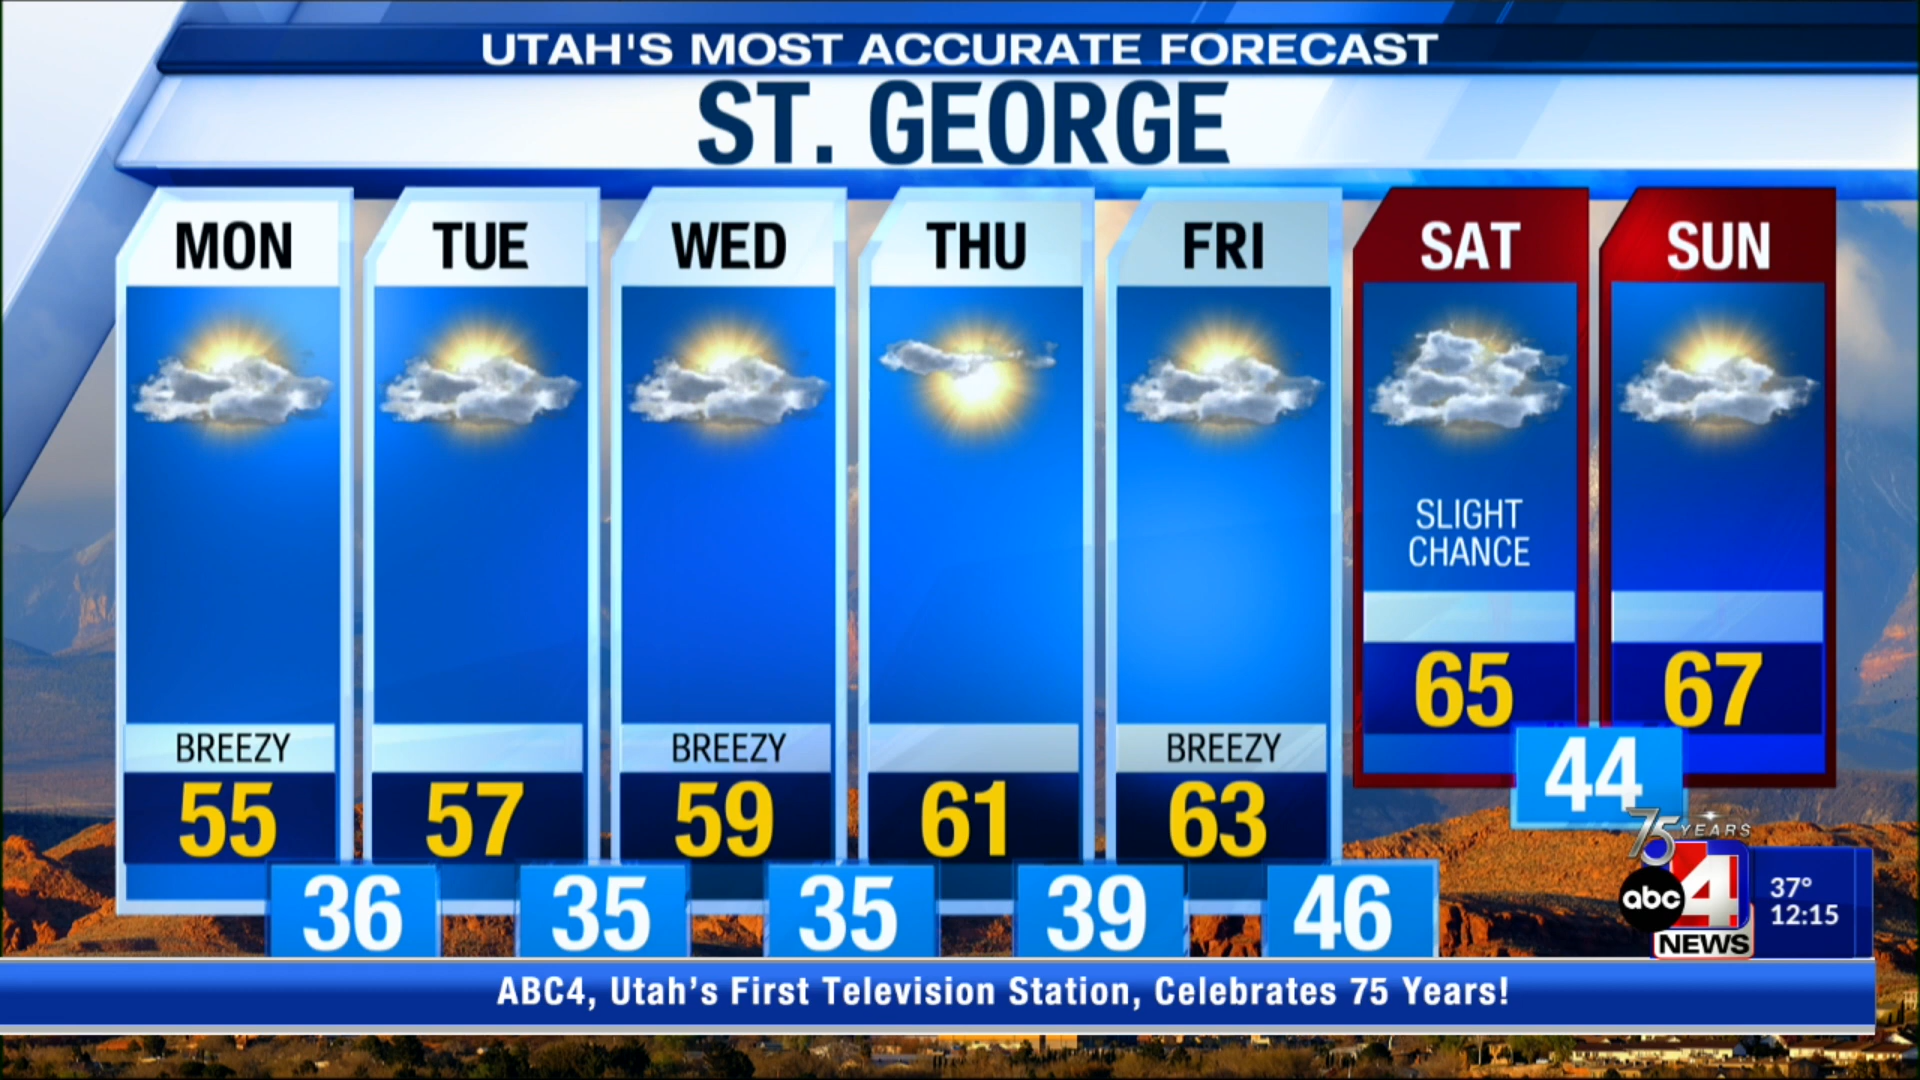 UTAH'S MOST ACCURATE FORECAST
ST. GEORGE
MON TUE WED THU FRI SAT SUN
SLIGHT
CHANCE
BREEZY BREEZY BREEZY
55 57 59 61 63 65 67
36 35 35 39 46 44
75 YEARS
abc 4
NEWS
37°
12:15
ABC4, Utah's First Television Station, Celebrates 75 Years!